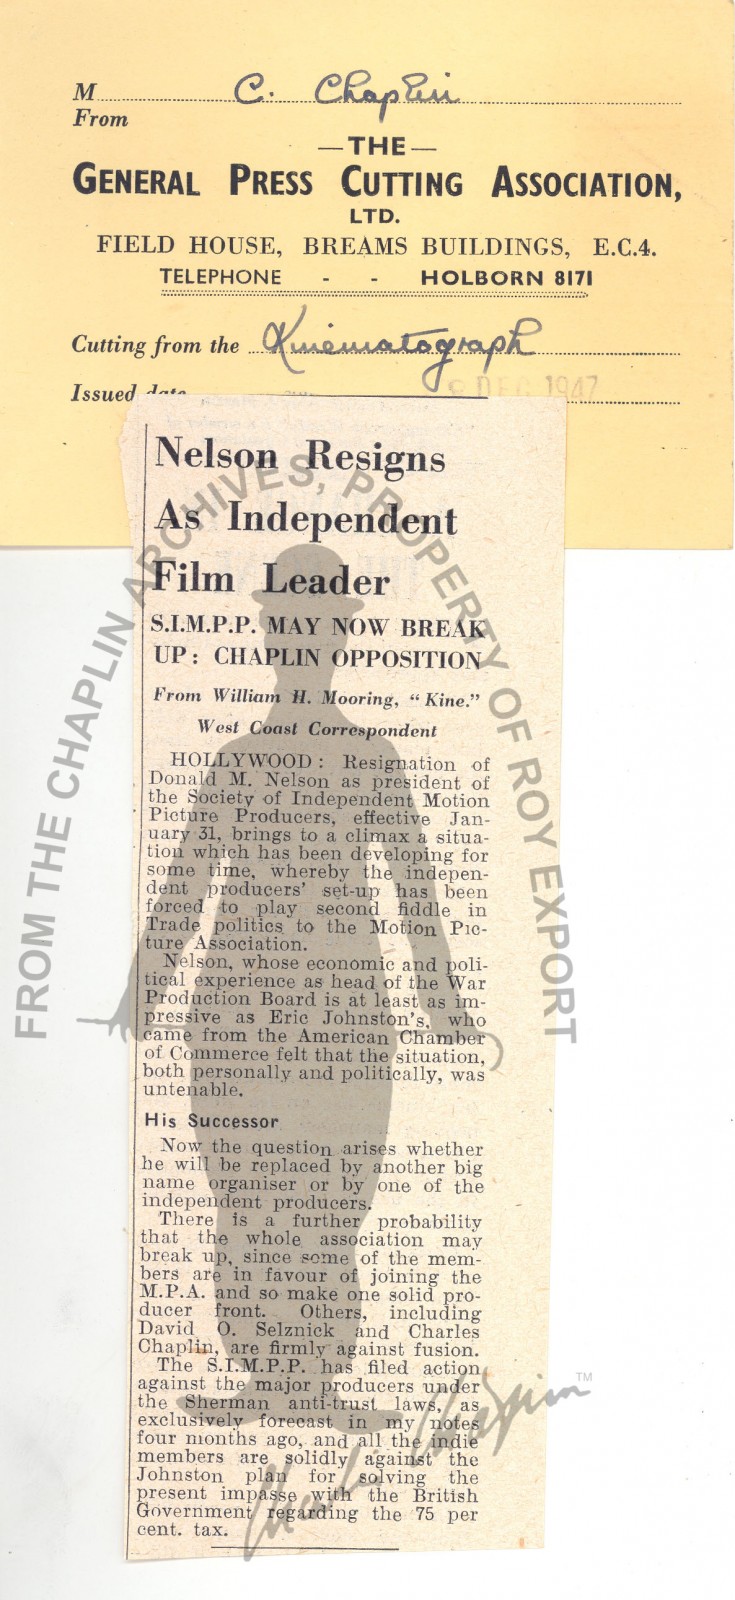 M C. Chaplin
From
— THE —
GENERAL PRESS CUTTING ASSOCIATION,
LTD.
FIELD HOUSE, BREAMS BUILDINGS, E.C.4.
TELEPHONE - - HOLBORN 8171
Cutting from the Kinematograph
Issued date DEC 1947
Nelson Resigns
As Independent
Film Leader
S.I.M.P.P. MAY NOW BREAK
UP: CHAPLIN OPPOSITION
From William H. Mooring, "Kine."
West Coast Correspondent
HOLLYWOOD: Resignation of
Donald M. Nelson as president of
the Society of Independent Motion
Picture Producers, effective Jan-
uary 31, brings to a climax a situa-
tion which has been developing for
some time, whereby the indepen-
dent producers' set-up has been
forced to play second fiddle in
Trade politics to the Motion Pic-
ture Association.
Nelson, whose economic and poli-
tical experience as head of the War
Production Board is at least as im-
pressive as Eric Johnston's, who
came from the American Chamber
of Commerce felt that the situation,
both personally and politically, was
untenable.
His Successor
Now the question arises whether
he will be replaced by another big
name organiser or by one of the
independent producers.
There is a further probability
that the whole association may
break up, since some of the mem-
bers are in favour of joining the
M.P.A. and so make one solid pro-
ducer front. Others, including
David O. Selznick and Charles
Chaplin, are firmly against fusion.
The S.I.M.P.P. has filed action
against the major producers under
the Sherman anti-trust laws, as
exclusively forecast in my notes
four months ago, and all the indie
members are solidly against the
Johnston plan for solving the
present impasse with the British
Government regarding the 75 per
cent. tax.
FROM THE CHAPLIN ARCHIVES, PROPERTY OF ROY EXPORT
Charlie Chaplin TM